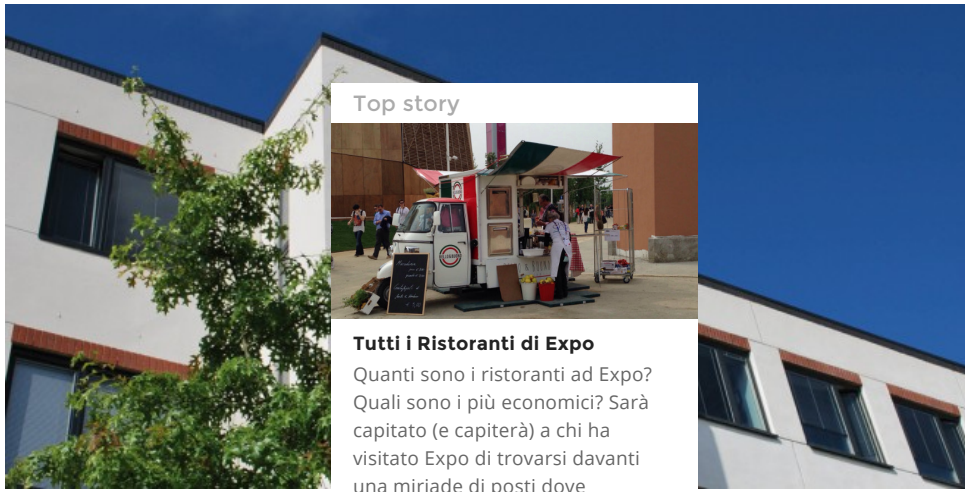 Top story
Tutti i Ristoranti di Expo
Quanti sono i ristoranti ad Expo?
Quali sono i più economici? Sarà
capitato (e capiterà) a chi ha
visitato Expo di trovarsi davanti
una miriade di posti dove